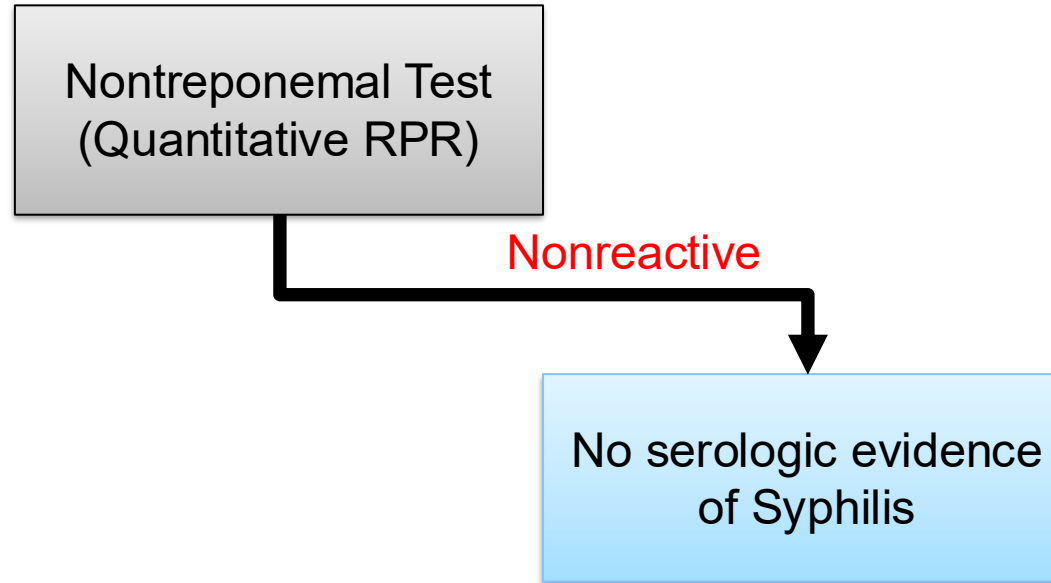 Nontreponemal Test
(Quantitative RPR)
Nonreactive
No serologic evidence
of Syphilis